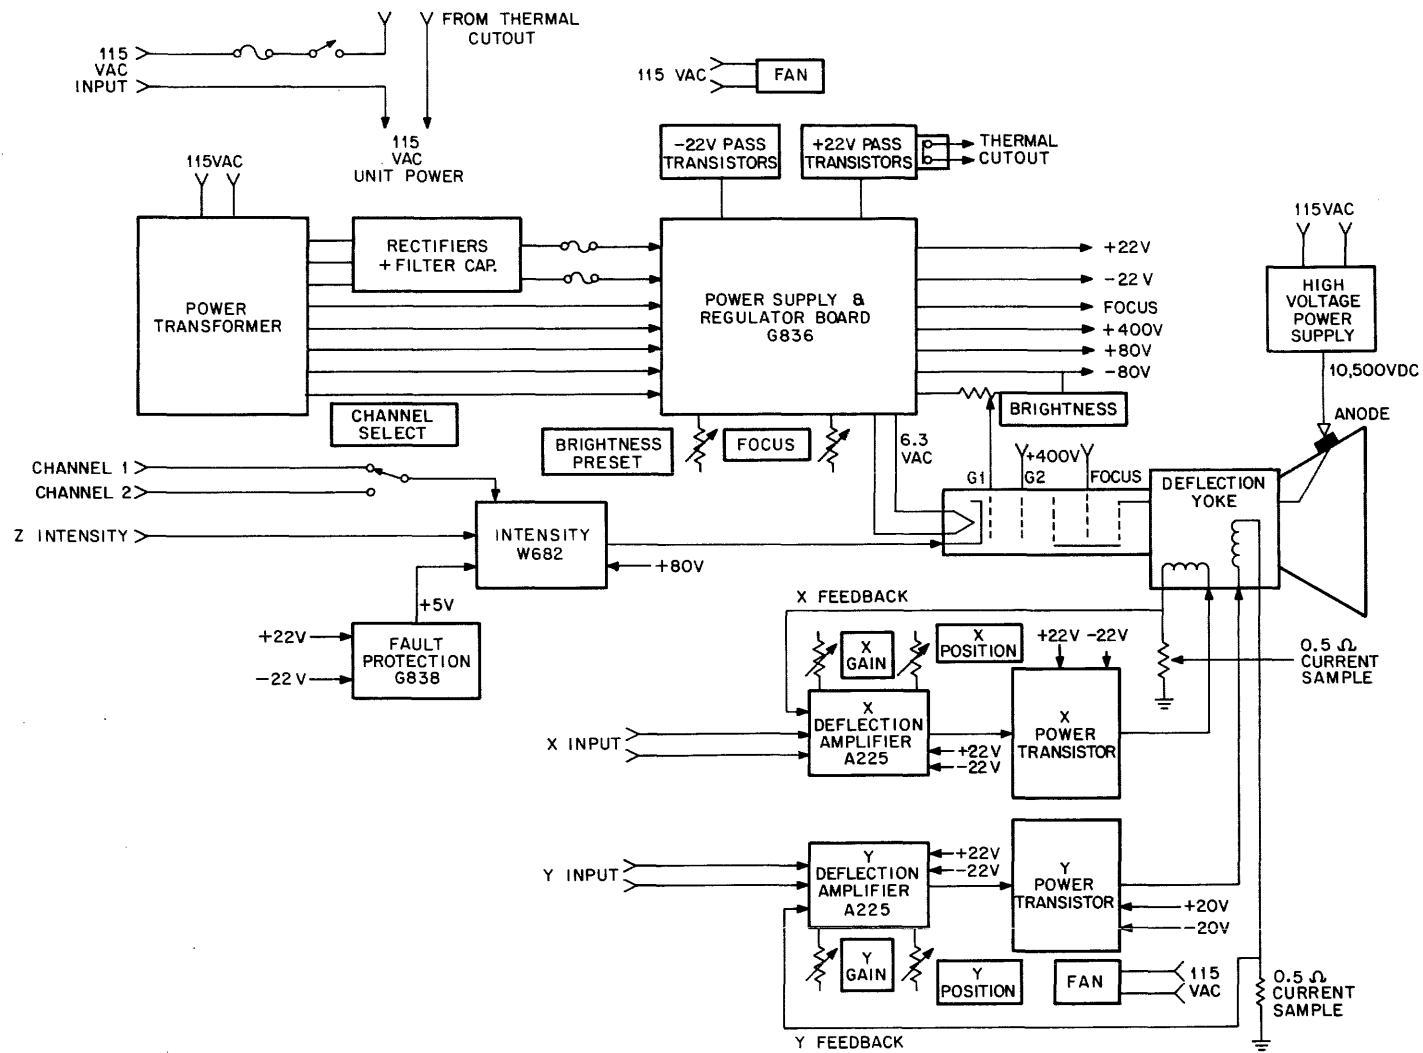 FROM THERMAL
CUTOUT
115
VAC
INPUT
115 VAC
FAN
115
VAC
UNIT POWER
-22V PASS
TRANSISTORS
+22V PASS
TRANSISTORS
THERMAL
CUTOUT
115VAC
115VAC
POWER
TRANSFORMER
RECTIFIERS
+ FILTER CAP.
POWER SUPPLY &
REGULATOR BOARD
G836
+22V
-22V
FOCUS
+400V
+80V
-80V
HIGH
VOLTAGE
POWER
SUPPLY
10,500VDC
ANODE
CHANNEL
SELECT
BRIGHTNESS
PRESET
FOCUS
6.3
VAC
BRIGHTNESS
+400V
G1
G2
FOCUS
DEFLECTION
YOKE
CHANNEL 1
CHANNEL 2
Z INTENSITY
INTENSITY
W682
+80V
+5V
+22V
-22V
FAULT
PROTECTION
G838
X FEEDBACK
X
GAIN
X
POSITION
+22V -22V
0.5 Ω
CURRENT
SAMPLE
X INPUT
X
DEFLECTION
AMPLIFIER
A225
+22V
-22V
X
POWER
TRANSISTOR
Y INPUT
Y
DEFLECTION
AMPLIFIER
A225
+22V
-22V
Y
POWER
TRANSISTOR
+20V
-20V
Y
GAIN
Y
POSITION
FAN
115
VAC
0.5 Ω
CURRENT
SAMPLE
Y FEEDBACK